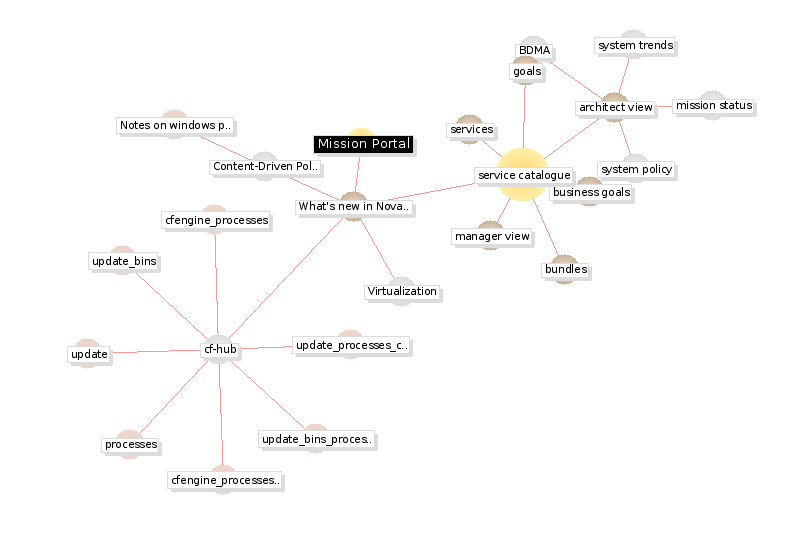 BDMA
system trends
goals
architect view
mission status
Notes on windows p..
services
Mission Portal
Content-Driven Pol..
service catalogue
system policy
business goals
What's new in Nova..
cfengine_processes
manager view
update_bins
bundles
Virtualization
cf-hub
update_processes_c..
update
processes
update_bins_proces..
cfengine_processes..